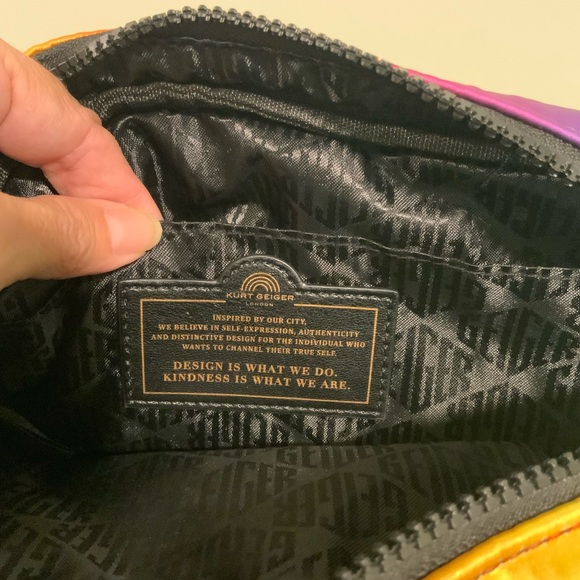 KURT GEIGER
LONDON
INSPIRED BY OUR CITY,
WE BELIEVE IN SELF-EXPRESSION, AUTHENTICITY
AND DISTINCTIVE DESIGN FOR THE INDIVIDUAL WHO
WANTS TO CHANNEL THEIR TRUE SELF.
DESIGN IS WHAT WE DO.
KINDNESS IS WHAT WE ARE.
GEIGER